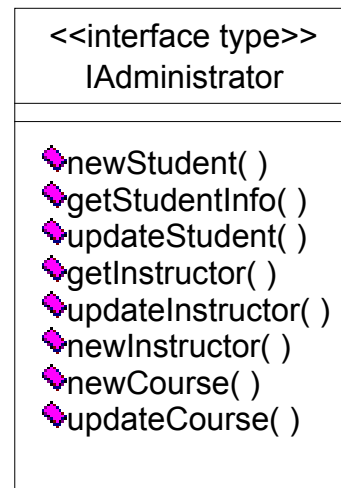 <<interface type>>
IAdministrator
newStudent( )
getStudentInfo( )
updateStudent( )
getInstructor( )
updateInstructor( )
newInstructor( )
newCourse( )
updateCourse( )